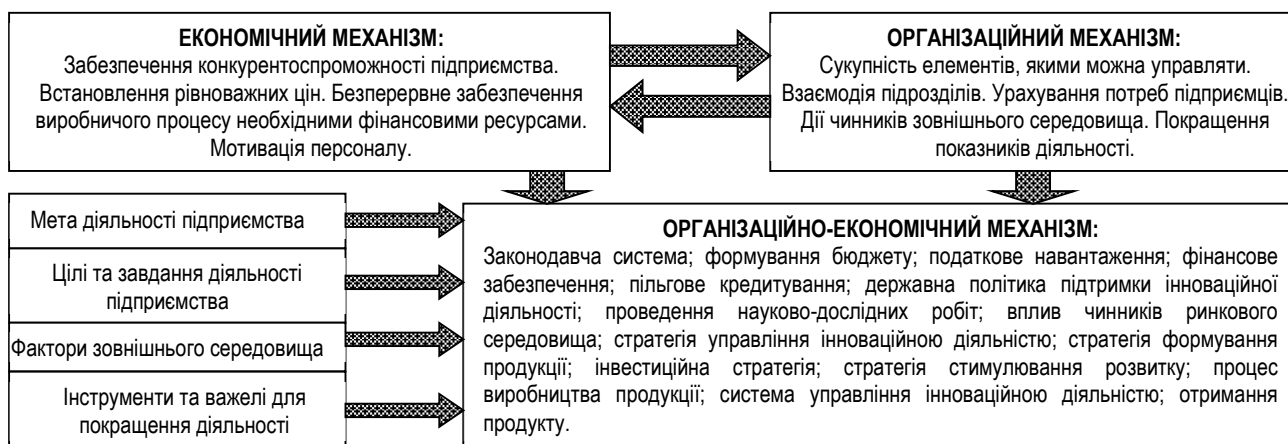 ЕКОНОМІЧНИЙ МЕХАНІЗМ:
Забезпечення конкурентоспроможності підприємства.
Встановлення рівноважних цін. Безперервне забезпечення
виробничого процесу необхідними фінансовими ресурсами.
Мотивація персоналу.
ОРГАНІЗАЦІЙНИЙ МЕХАНІЗМ:
Сукупність елементів, якими можна управляти.
Взаємодія підрозділів. Урахування потреб підприємців.
Дії чинників зовнішнього середовища. Покращення
показників діяльності.
Мета діяльності підприємства
Цілі та завдання діяльності
підприємства
Фактори зовнішнього середовища
Інструменти та важелі для
покращення діяльності
ОРГАНІЗАЦІЙНО-ЕКОНОМІЧНИЙ МЕХАНІЗМ:
Законодавча система; формування бюджету; податкове навантаження; фінансове
забезпечення; пільгове кредитування; державна політика підтримки інноваційної
діяльності; проведення науково-дослідних робіт; вплив чинників ринкового
середовища; стратегія управління інноваційною діяльністю; стратегія формування
продукції; інвестиційна стратегія; стратегія стимулювання розвитку; процес
виробництва продукції; система управління інноваційною діяльністю; отримання
продукту.